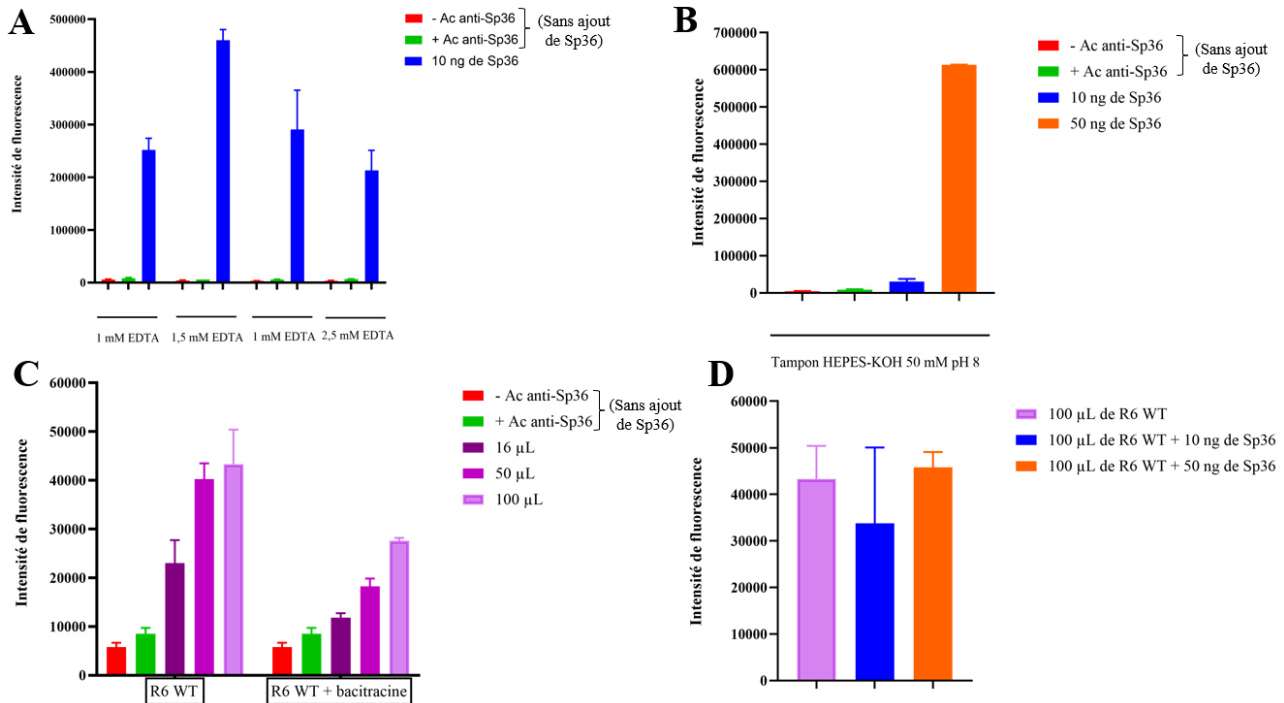 A
Intensité de fluorescence
500000
400000
300000
200000
100000
0
- Ac anti-Sp36
+ Ac anti-Sp36
10 ng de Sp36
(Sans ajout
de Sp36)
1 mM EDTA
1,5 mM EDTA
1 mM EDTA
2,5 mM EDTA
B
Intensité de fluorescence
700000
600000
500000
400000
300000
200000
100000
0
- Ac anti-Sp36
+ Ac anti-Sp36
10 ng de Sp36
50 ng de Sp36
(Sans ajout
de Sp36)
Tampon HEPES-KOH 50 mM pH 8
C
Intensité de fluorescence
60000
50000
40000
30000
20000
10000
0
- Ac anti-Sp36
+ Ac anti-Sp36
16 µL
50 µL
100 µL
(Sans ajout
de Sp36)
R6 WT
R6 WT + bacitracine
D
Intensité de fluorescence
60000
50000
40000
30000
20000
10000
0
100 µL de R6 WT
100 µL de R6 WT + 10 ng de Sp36
100 µL de R6 WT + 50 ng de Sp36